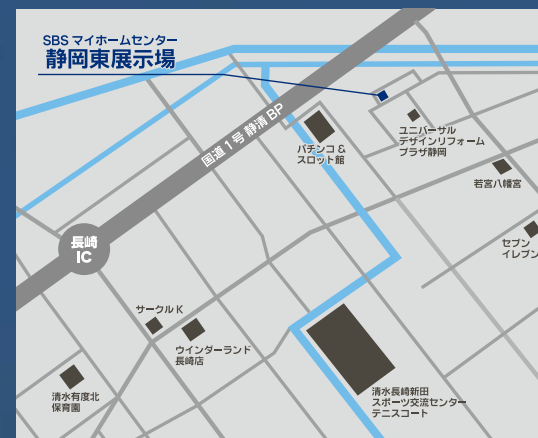 SBS マイホームセンター
静岡東展示場
国道1号 静清 BP
パチンコ &
スロット館
ユニバーサル
デザインリフォーム
プラザ静岡
若宮八幡宮
セブン
イレブン
長崎
IC
サークル K
ウインダーランド
長崎店
清水有度北
保育園
清水長崎新田
スポーツ交流センター
テニスコート